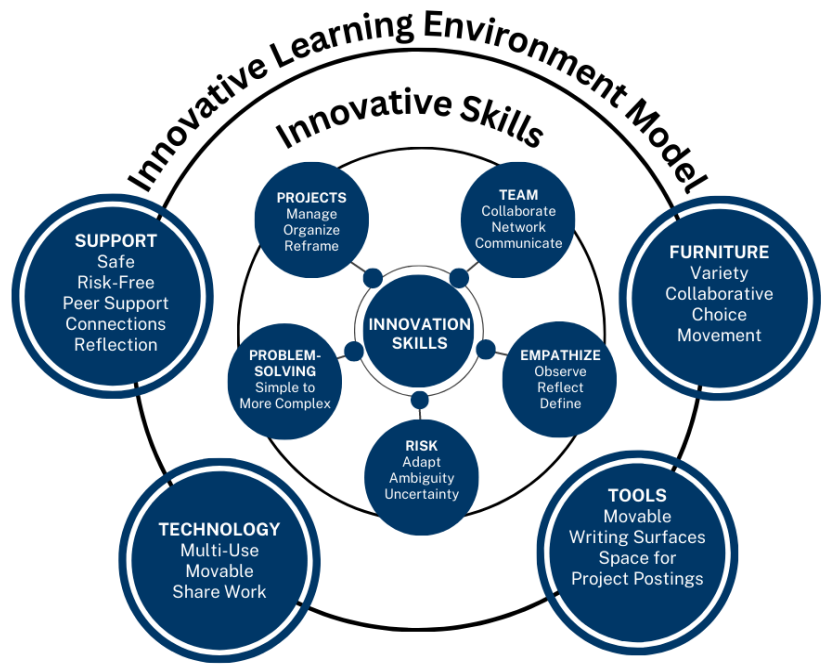 Innovative Learning Environment Model
Innovative Skills
PROJECTS
Manage
Organize
Reframe
TEAM
Collaborate
Network
Communicate
SUPPORT
Safe
Risk-Free
Peer Support
Connections
Reflection
FURNITURE
Variety
Collaborative
Choice
Movement
INNOVATION
SKILLS
PROBLEM-
SOLVING
Simple to
More Complex
EMPATHIZE
Observe
Reflect
Define
RISK
Adapt
Ambiguity
Uncertainty
TECHNOLOGY
Multi-Use
Movable
Share Work
TOOLS
Movable
Writing Surfaces
Space for
Project Postings